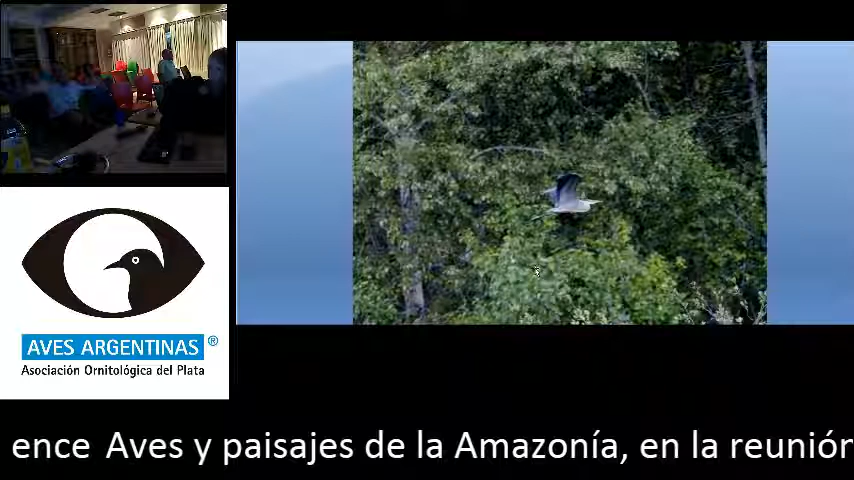 AVES ARGENTINAS ®
Asociación Ornitológica del Plata
ence Aves y paisajes de la Amazonía, en la reunión